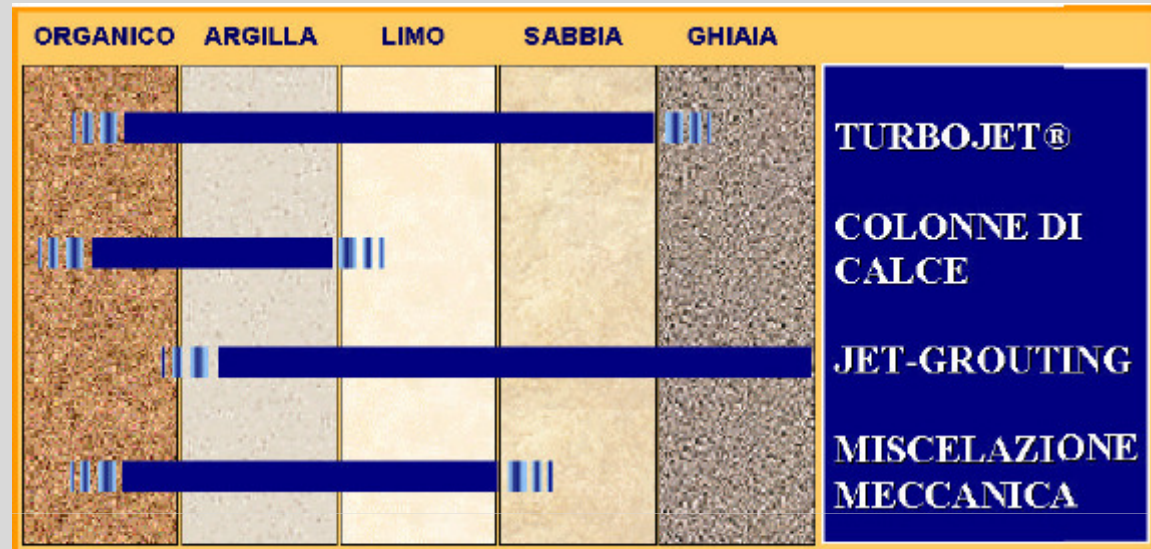 ORGANICO ARGILLA LIMO SABBIA GHIAIA
TURBOJET®
COLONNE DI
CALCE
JET-GROUTING
MISCELAZIONE
MECCANICA